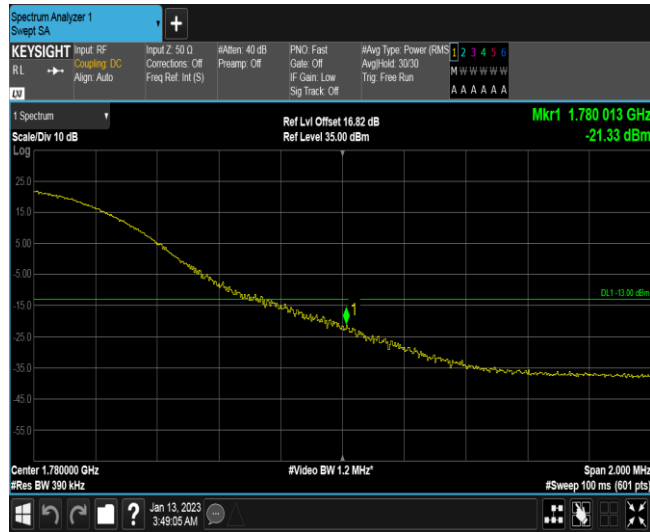 Spectrum Analyzer 1
Swept SA
KEYSIGHT
RL
LXI
Input: RF
Coupling: DC
Align: Auto
Input Z: 50 Ω
Corrections: Off
Freq Ref: Int (S)
#Atten: 40 dB
Preamp: Off
PNO: Fast
Gate: Off
IF Gain: Low
Sig Track: Off
#Avg Type: Power (RMS
Avg|Hold: 30/30
Trig: Free Run
1 2 3 4 5 6
M W W W W W
A A A A A A
1 Spectrum
Scale/Div 10 dB
Log
Ref Lvl Offset 16.82 dB
Ref Level 35.00 dBm
Mkr1 1.780 013 GHz
-21.33 dBm
25.0
15.0
5.00
-5.00
-15.0
-25.0
-35.0
-45.0
-55.0
DL1 -13.00 dBm
1
Center 1.780000 GHz
#Res BW 390 kHz
#Video BW 1.2 MHz*
Span 2.000 MHz
#Sweep 100 ms (601 pts)
?
Jan 13, 2023
3:49:05 AM